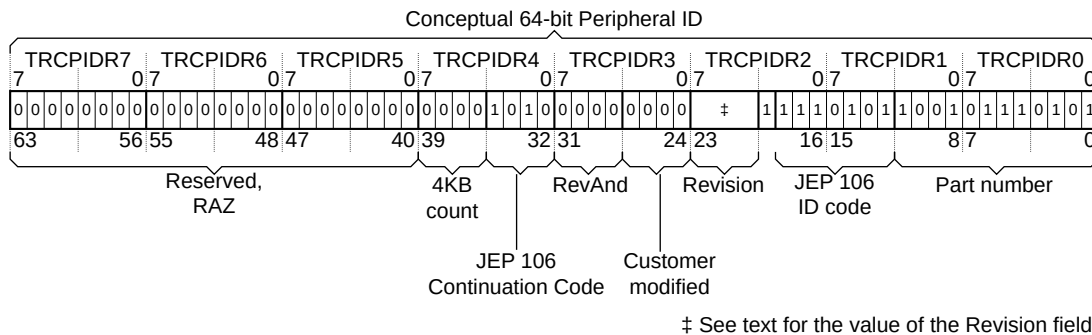 Conceptual 64-bit Peripheral ID
TRCPIDR7 TRCPIDR6 TRCPIDR5 TRCPIDR4 TRCPIDR3 TRCPIDR2 TRCPIDR1 TRCPIDR0
7 0 7 0 7 0 7 0 7 0 7 0 7 0 7 0
0 0 0 0 0 0 0 0 0 0 0 0 0 0 0 0 0 0 0 0 0 0 0 0 0 0 0 0 1 0 1 0 0 0 0 0 0 0 0 0 ‡ 1 1 1 1 0 1 0 1 1 0 0 1 0 1 1 1 0 1 0 1
63 56 55 48 47 40 39 32 31 24 23 16 15 8 7 0
Reserved, RAZ
4KB count
RevAnd
Revision
JEP 106 ID code
Part number
JEP 106 Continuation Code
Customer modified
‡ See text for the value of the Revision field